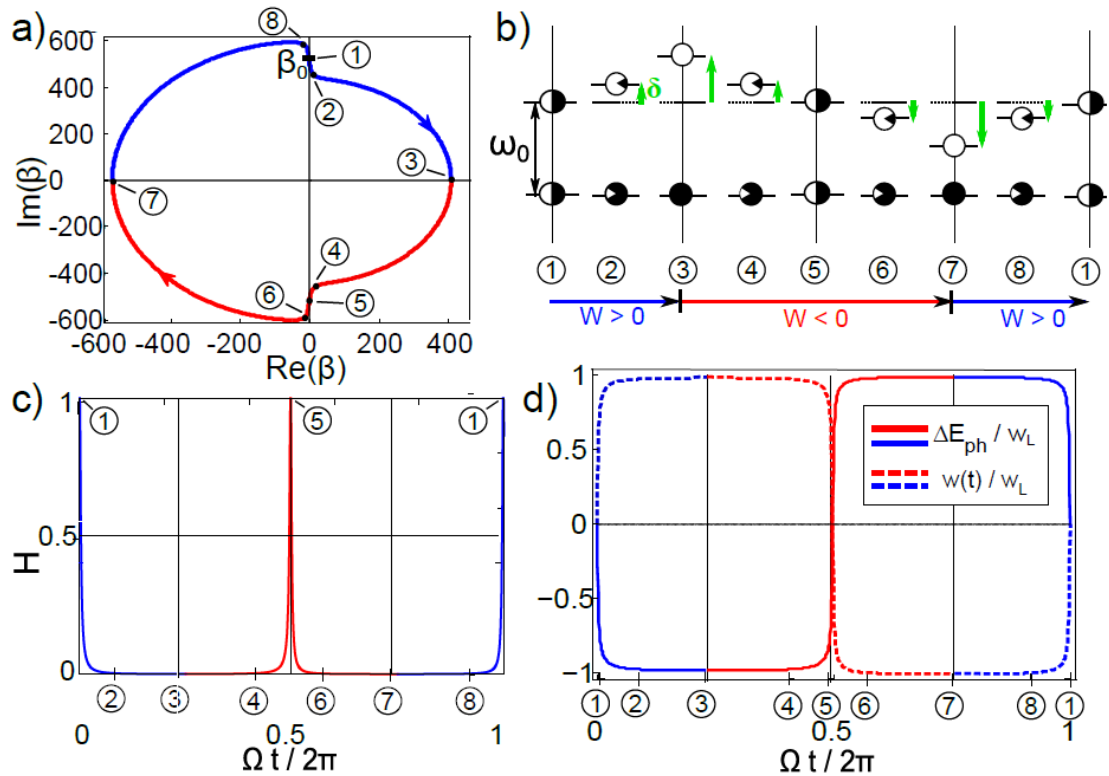 a)
600
400
200
0
-200
-400
-600
Im(β)
-600 -400 -200 0 200 400
Re(β)
β₀
⑧
①
②
③
④
⑤
⑥
⑦
b)
δ
ω₀
① ② ③ ④ ⑤ ⑥ ⑦ ⑧ ①
W > 0 W < 0 W > 0
c)
1
0.5
0
H
① ⑤ ①
② ③ ④ ⑥ ⑦ ⑧
0 0.5 1
Ω t / 2π
d)
1
0.5
0
−0.5
−1
ΔE_ph / w_L
w(t) / w_L
① ② ③ ④ ⑤ ⑥ ⑦ ⑧ ①
0 0.5 1
Ω t / 2π